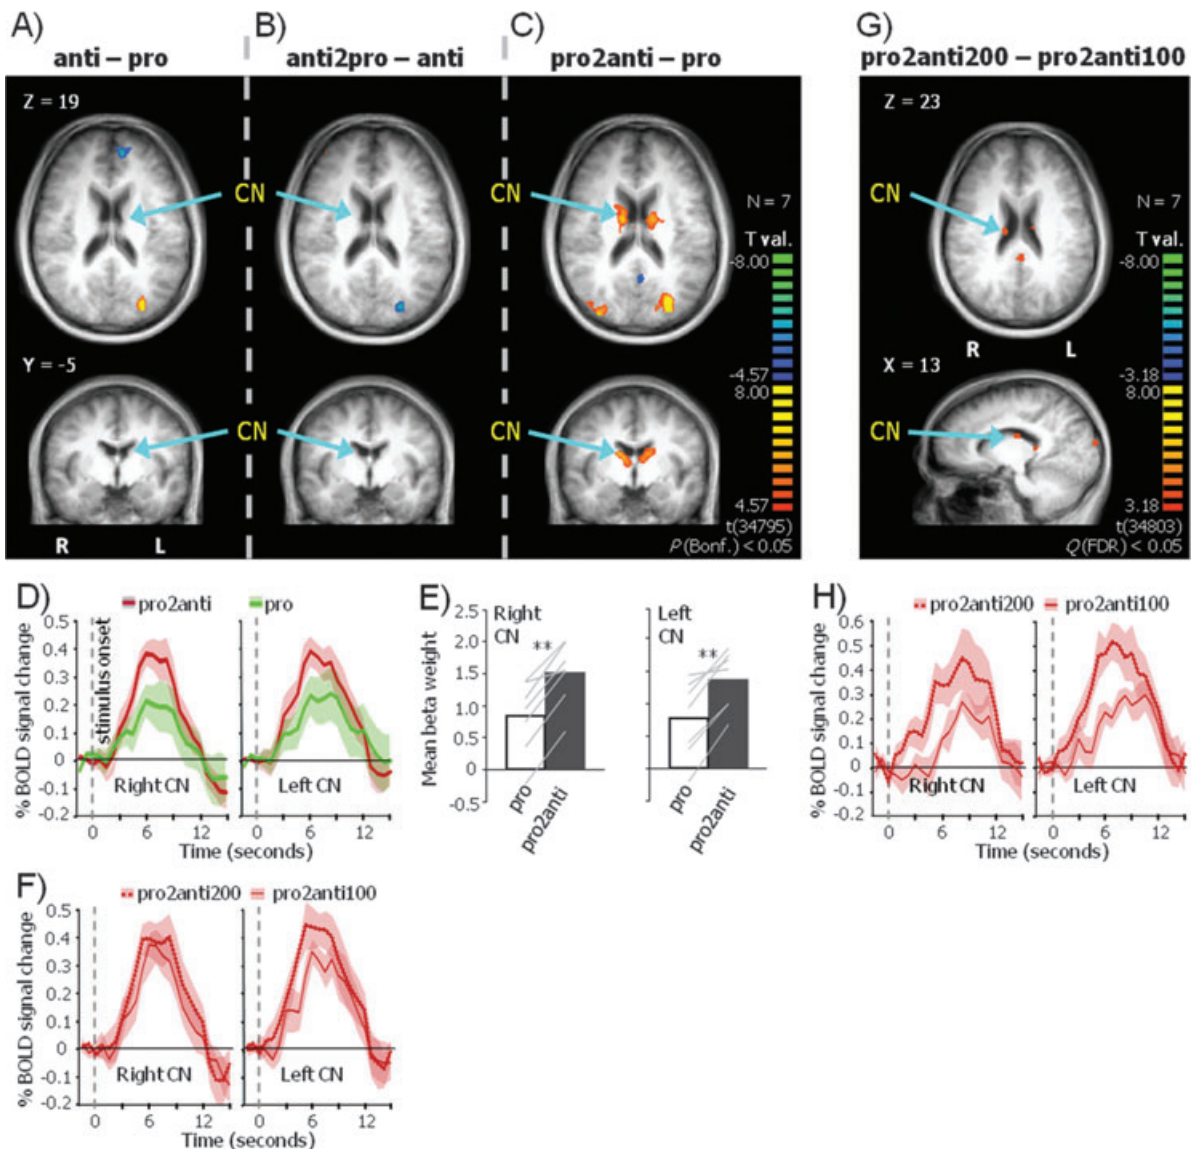 A)
anti – pro
B)
anti2pro – anti
C)
pro2anti – pro
G)
pro2anti200 – pro2anti100
Z = 19
CN
CN
N = 7
T val.
-8.00
-4.57
8.00
4.57
t(34795)
P(Bonf.) < 0.05
Y = -5
CN
CN
R L
Z = 23
CN
N = 7
T val.
-8.00
-3.18
8.00
3.18
t(34803)
Q(FDR) < 0.05
R L
X = 13
CN
D)
pro2anti
pro
% BOLD signal change
0.5
0.4
0.3
0.2
0.1
0
-0.1
-0.2
stimulus onset
Right CN
Left CN
0 6 12 0 6 12
Time (seconds)
E)
Mean beta weight
2.5
2.0
1.5
1.0
0.5
0
-0.5
Right
CN
**
pro
pro2anti
Left
CN
**
pro
pro2anti
H)
pro2anti200
pro2anti100
% BOLD signal change
0.6
0.5
0.4
0.3
0.2
0.1
0
-0.1
-0.2
Right CN
Left CN
0 6 12 0 6 12
Time (seconds)
F)
pro2anti200
pro2anti100
% BOLD signal change
0.5
0.4
0.3
0.2
0.1
0
-0.1
-0.2
Right CN
Left CN
0 6 12 0 6 12
Time (seconds)